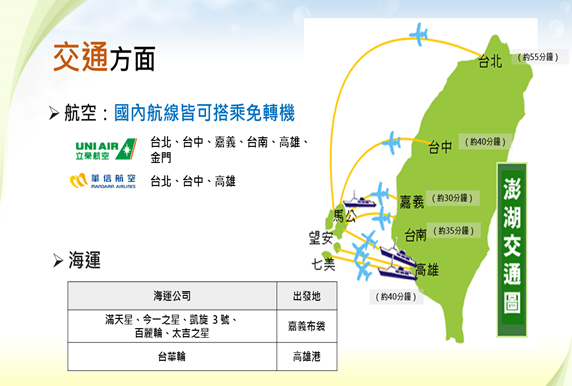 交通方面
➢ 航空：國內航線皆可搭乘免轉機
UNI AIR
立榮航空
台北、台中、嘉義、台南、高雄、
金門
華信航空
MANDARIN AIRLINES
台北、台中、高雄
➢ 海運
海運公司 出發地
滿天星、今一之星、凱旋 3 號、
百麗輪、太吉之星 嘉義布袋
台華輪 高雄港
台北 （約55分鐘）
台中 （約40分鐘）
嘉義 （約30分鐘）
馬公
台南 （約35分鐘）
望安
七美
高雄
（約40分鐘）
澎湖交通圖